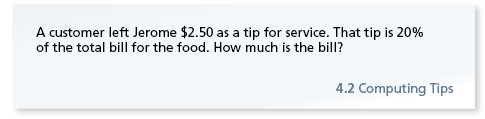 A customer left Jerome $2.50 as a tip for service. That tip is 20%
of the total bill for the food. How much is the bill?
4.2 Computing Tips